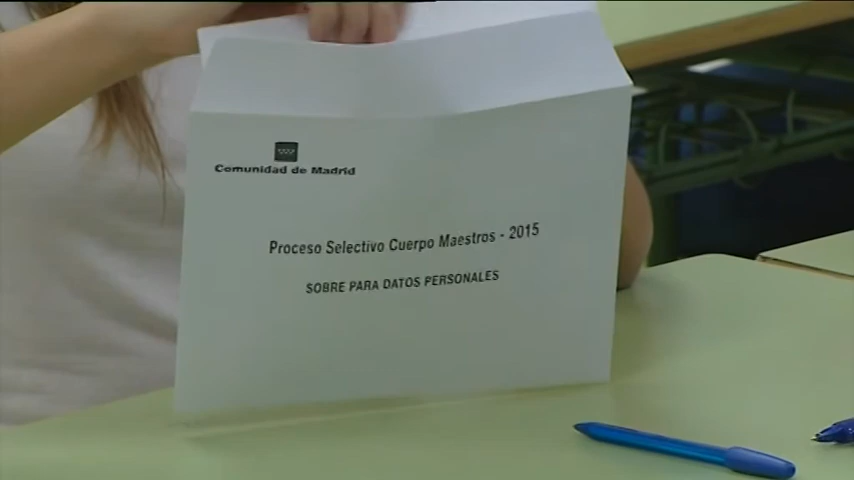 Comunidad de Madrid
Proceso Selectivo Cuerpo Maestros - 2015
SOBRE PARA DATOS PERSONALES